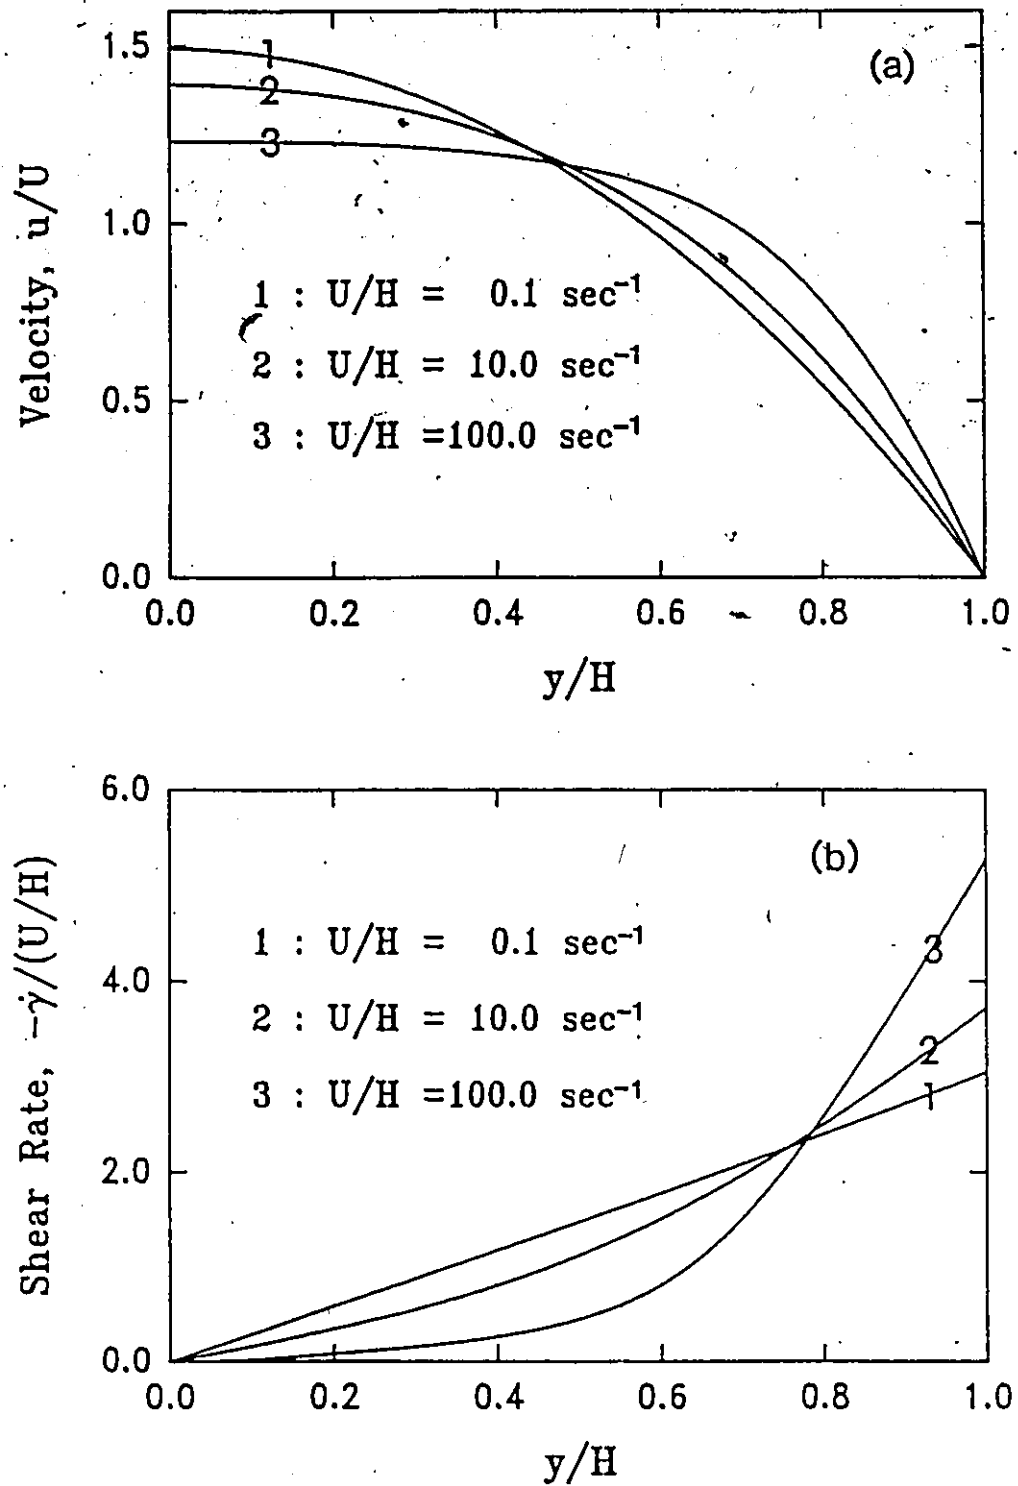 1.5
1.0
0.5
0.0
Velocity, u/U
(a)
1
2
3
1 : U/H = 0.1 sec⁻¹
2 : U/H = 10.0 sec⁻¹
3 : U/H =100.0 sec⁻¹
0.0 0.2 0.4 0.6 0.8 1.0
y/H
6.0
4.0
2.0
0.0
Shear Rate, −γ̇/(U/H)
(b)
1 : U/H = 0.1 sec⁻¹
2 : U/H = 10.0 sec⁻¹
3 : U/H =100.0 sec⁻¹
3
2
1
0.0 0.2 0.4 0.6 0.8 1.0
y/H